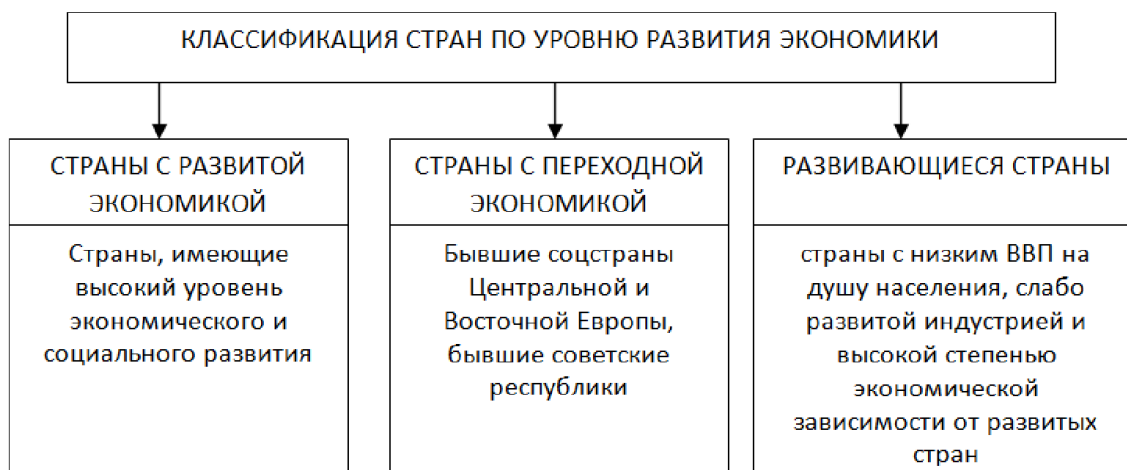 КЛАССИФИКАЦИЯ СТРАН ПО УРОВНЮ РАЗВИТИЯ ЭКОНОМИКИ
СТРАНЫ С РАЗВИТОЙ
ЭКОНОМИКОЙ
Страны, имеющие
высокий уровень
экономического и
социального развития
СТРАНЫ С ПЕРЕХОДНОЙ
ЭКОНОМИКОЙ
Бывшие соцстраны
Центральной и
Восточной Европы,
бывшие советские
республики
РАЗВИВАЮЩИЕСЯ СТРАНЫ
страны с низким ВВП на
душу населения, слабо
развитой индустрией и
высокой степенью
экономической
зависимости от развитых
стран